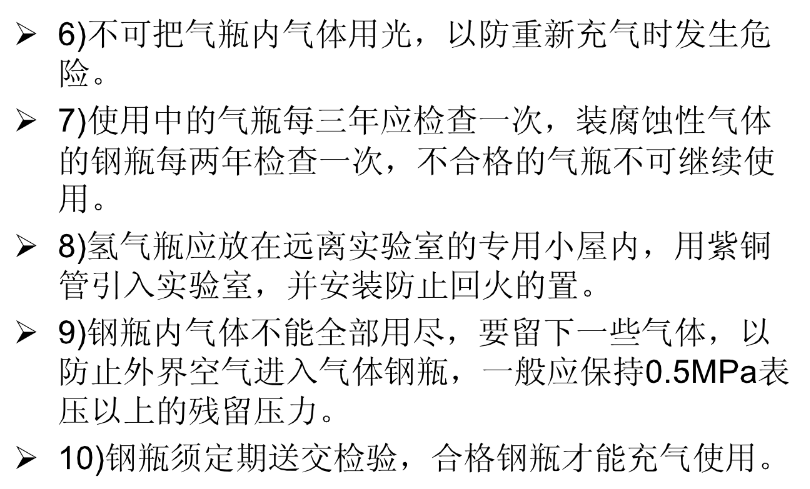 ➢ 6)不可把气瓶内气体用光，以防重新充气时发生危
险。
➢ 7)使用中的气瓶每三年应检查一次，装腐蚀性气体
的钢瓶每两年检查一次，不合格的气瓶不可继续使
用。
➢ 8)氢气瓶应放在远离实验室的专用小屋内，用紫铜
管引入实验室，并安装防止回火的置。
➢ 9)钢瓶内气体不能全部用尽，要留下一些气体，以
防止外界空气进入气体钢瓶，一般应保持0.5MPa表
压以上的残留压力。
➢ 10)钢瓶须定期送交检验，合格钢瓶才能充气使用。